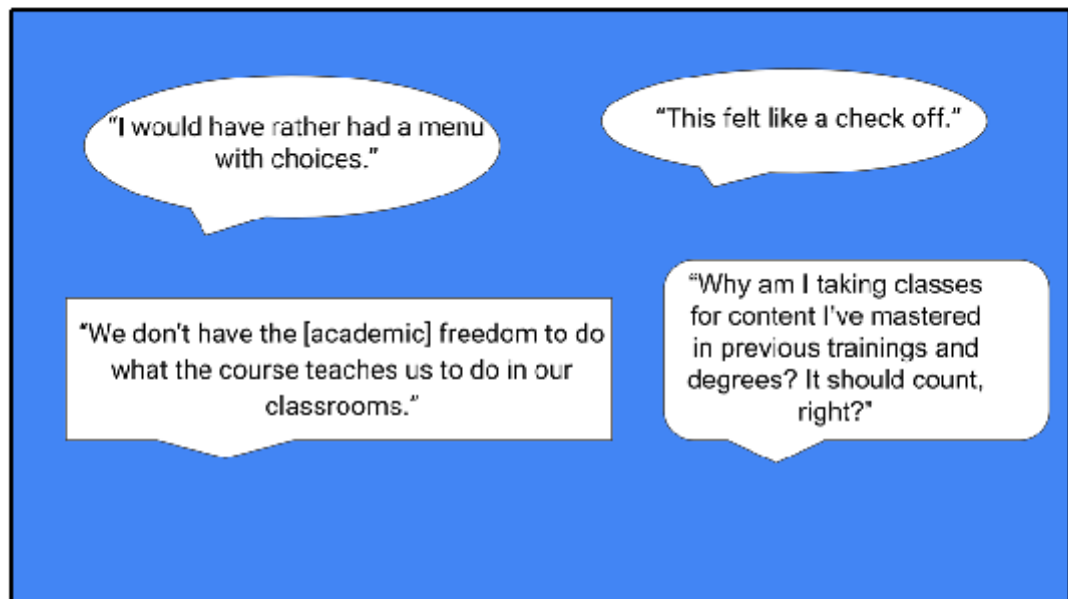 “I would have rather had a menu
with choices.”
“This felt like a check off.”
“We don’t have the [academic] freedom to do
what the course teaches us to do in our
classrooms.”
“Why am I taking classes
for content I’ve mastered
in previous trainings and
degrees? It should count,
right?”